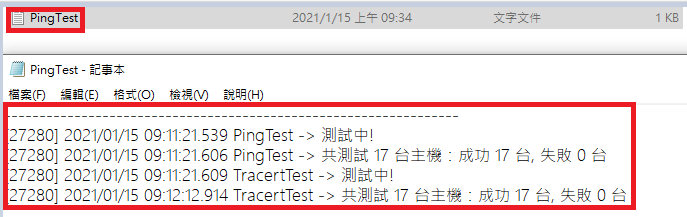 PingTest 2021/1/15 上午 09:34 文字文件 1 KB
PingTest - 記事本
檔案(F) 編輯(E) 格式(O) 檢視(V) 說明(H)
------------------------------------------------------------------
[27280] 2021/01/15 09:11:21.539 PingTest -> 測試中!
[27280] 2021/01/15 09:11:21.606 PingTest -> 共測試 17 台主機：成功 17 台, 失敗 0 台
[27280] 2021/01/15 09:11:21.609 TracertTest -> 測試中!
[27280] 2021/01/15 09:12:12.914 TracertTest -> 共測試 17 台主機：成功 17 台, 失敗 0 台